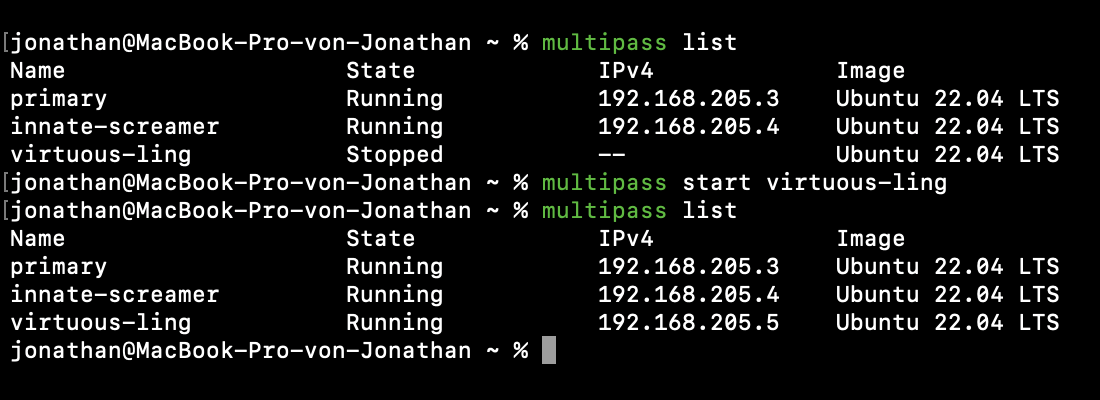 [jonathan@MacBook-Pro-von-Jonathan ~ % multipass list
Name State IPv4 Image
primary Running 192.168.205.3 Ubuntu 22.04 LTS
innate-screamer Running 192.168.205.4 Ubuntu 22.04 LTS
virtuous-ling Stopped -- Ubuntu 22.04 LTS
[jonathan@MacBook-Pro-von-Jonathan ~ % multipass start virtuous-ling
[jonathan@MacBook-Pro-von-Jonathan ~ % multipass list
Name State IPv4 Image
primary Running 192.168.205.3 Ubuntu 22.04 LTS
innate-screamer Running 192.168.205.4 Ubuntu 22.04 LTS
virtuous-ling Running 192.168.205.5 Ubuntu 22.04 LTS
jonathan@MacBook-Pro-von-Jonathan ~ %